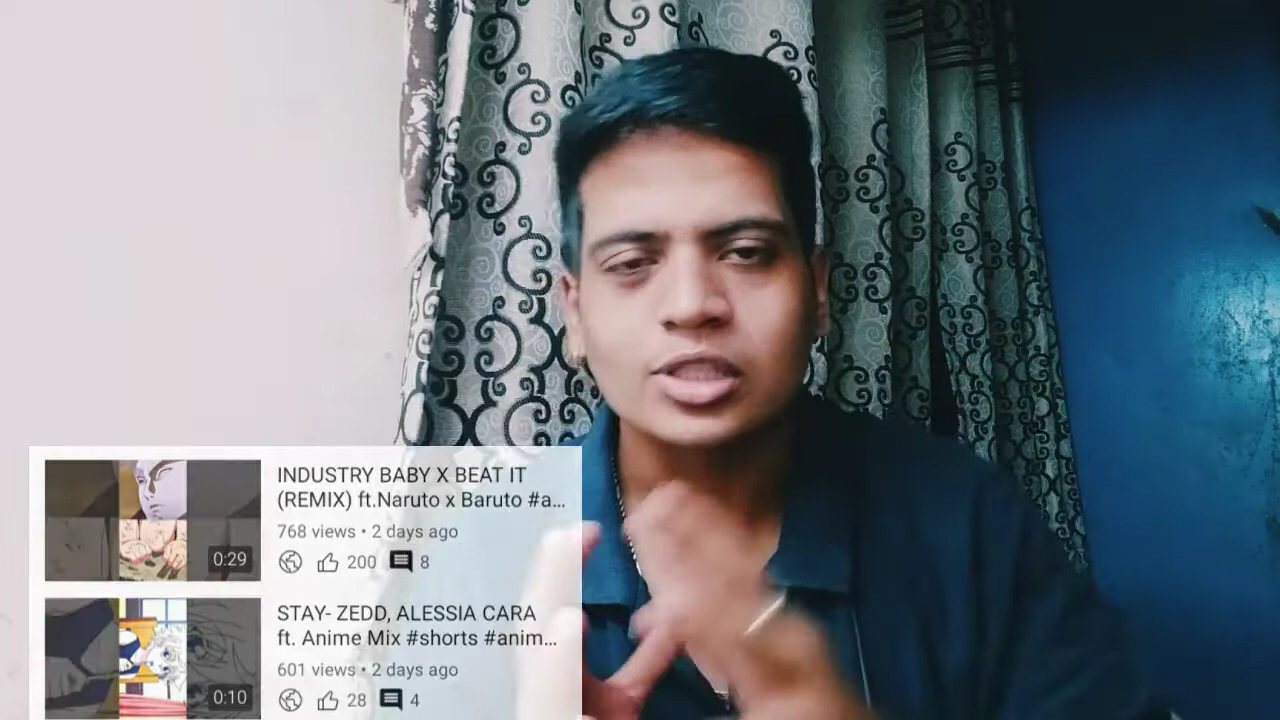 INDUSTRY BABY X BEAT IT
(REMIX) ft.Naruto x Baruto #a...
768 views • 2 days ago
0:29
200
8
STAY- ZEDD, ALESSIA CARA
ft. Anime Mix #shorts #anim...
601 views • 2 days ago
0:10
28
4